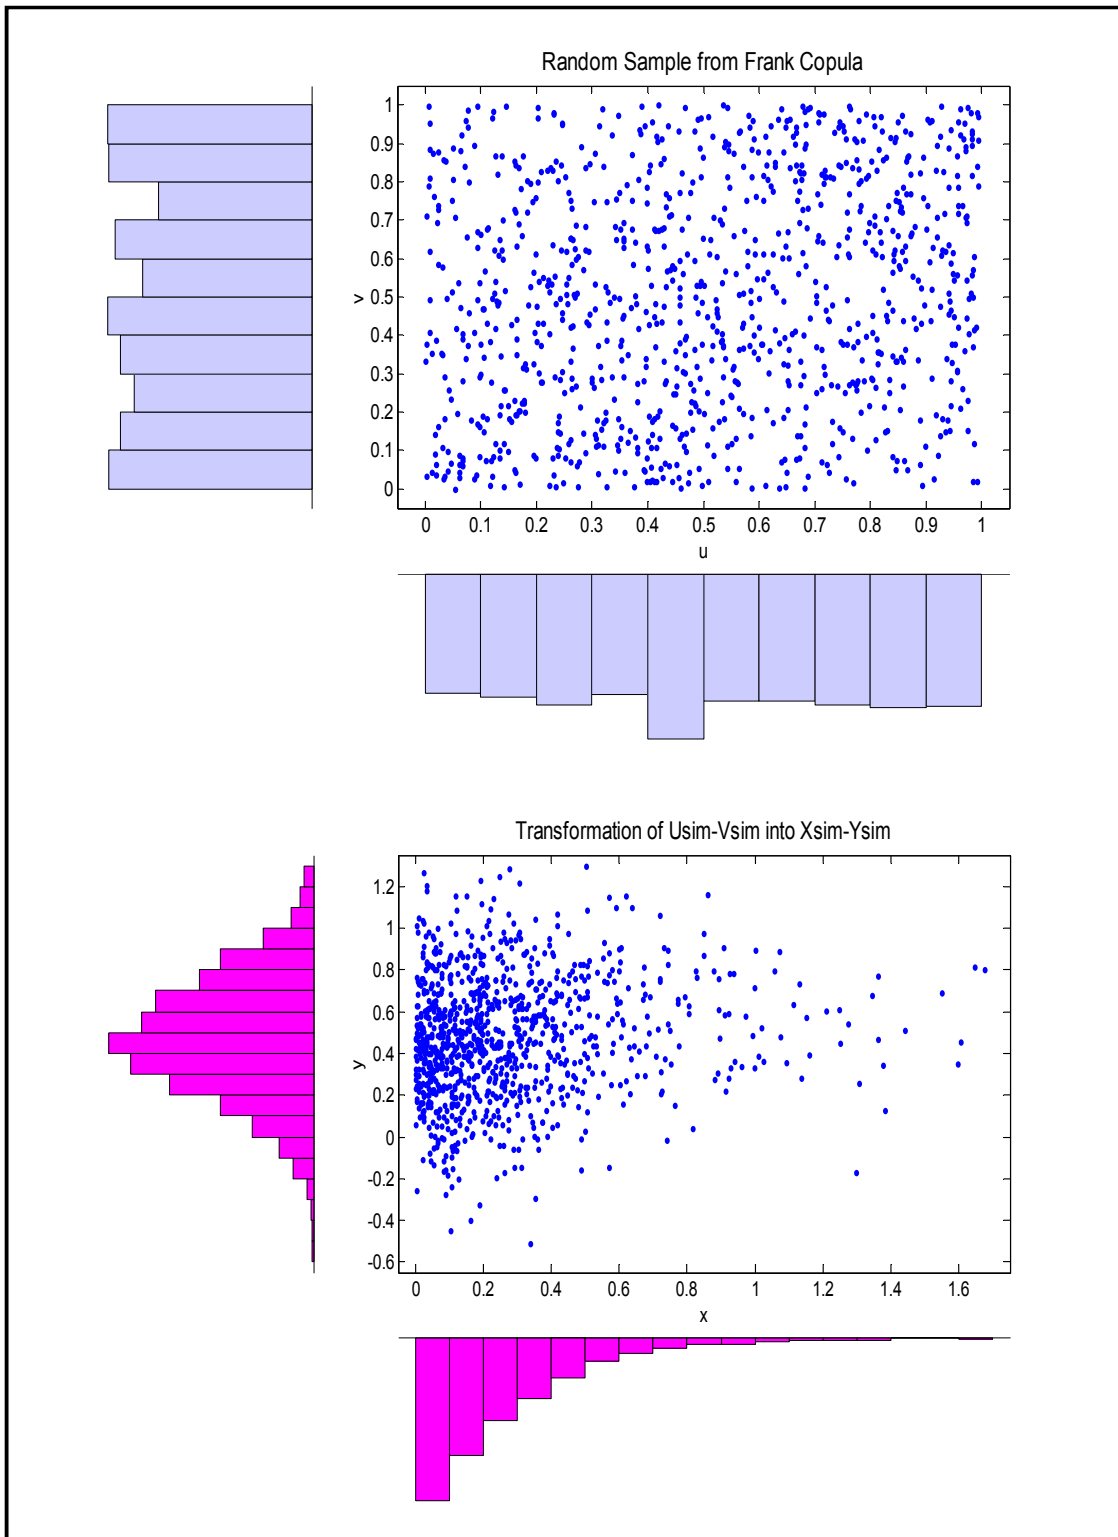 Random Sample from Frank Copula
1
0.9
0.8
0.7
0.6
0.5
0.4
0.3
0.2
0.1
0
v
0 0.1 0.2 0.3 0.4 0.5 0.6 0.7 0.8 0.9 1
u
Transformation of Usim-Vsim into Xsim-Ysim
1.2
1
0.8
0.6
0.4
0.2
0
-0.2
-0.4
-0.6
y
0 0.2 0.4 0.6 0.8 1 1.2 1.4 1.6
x